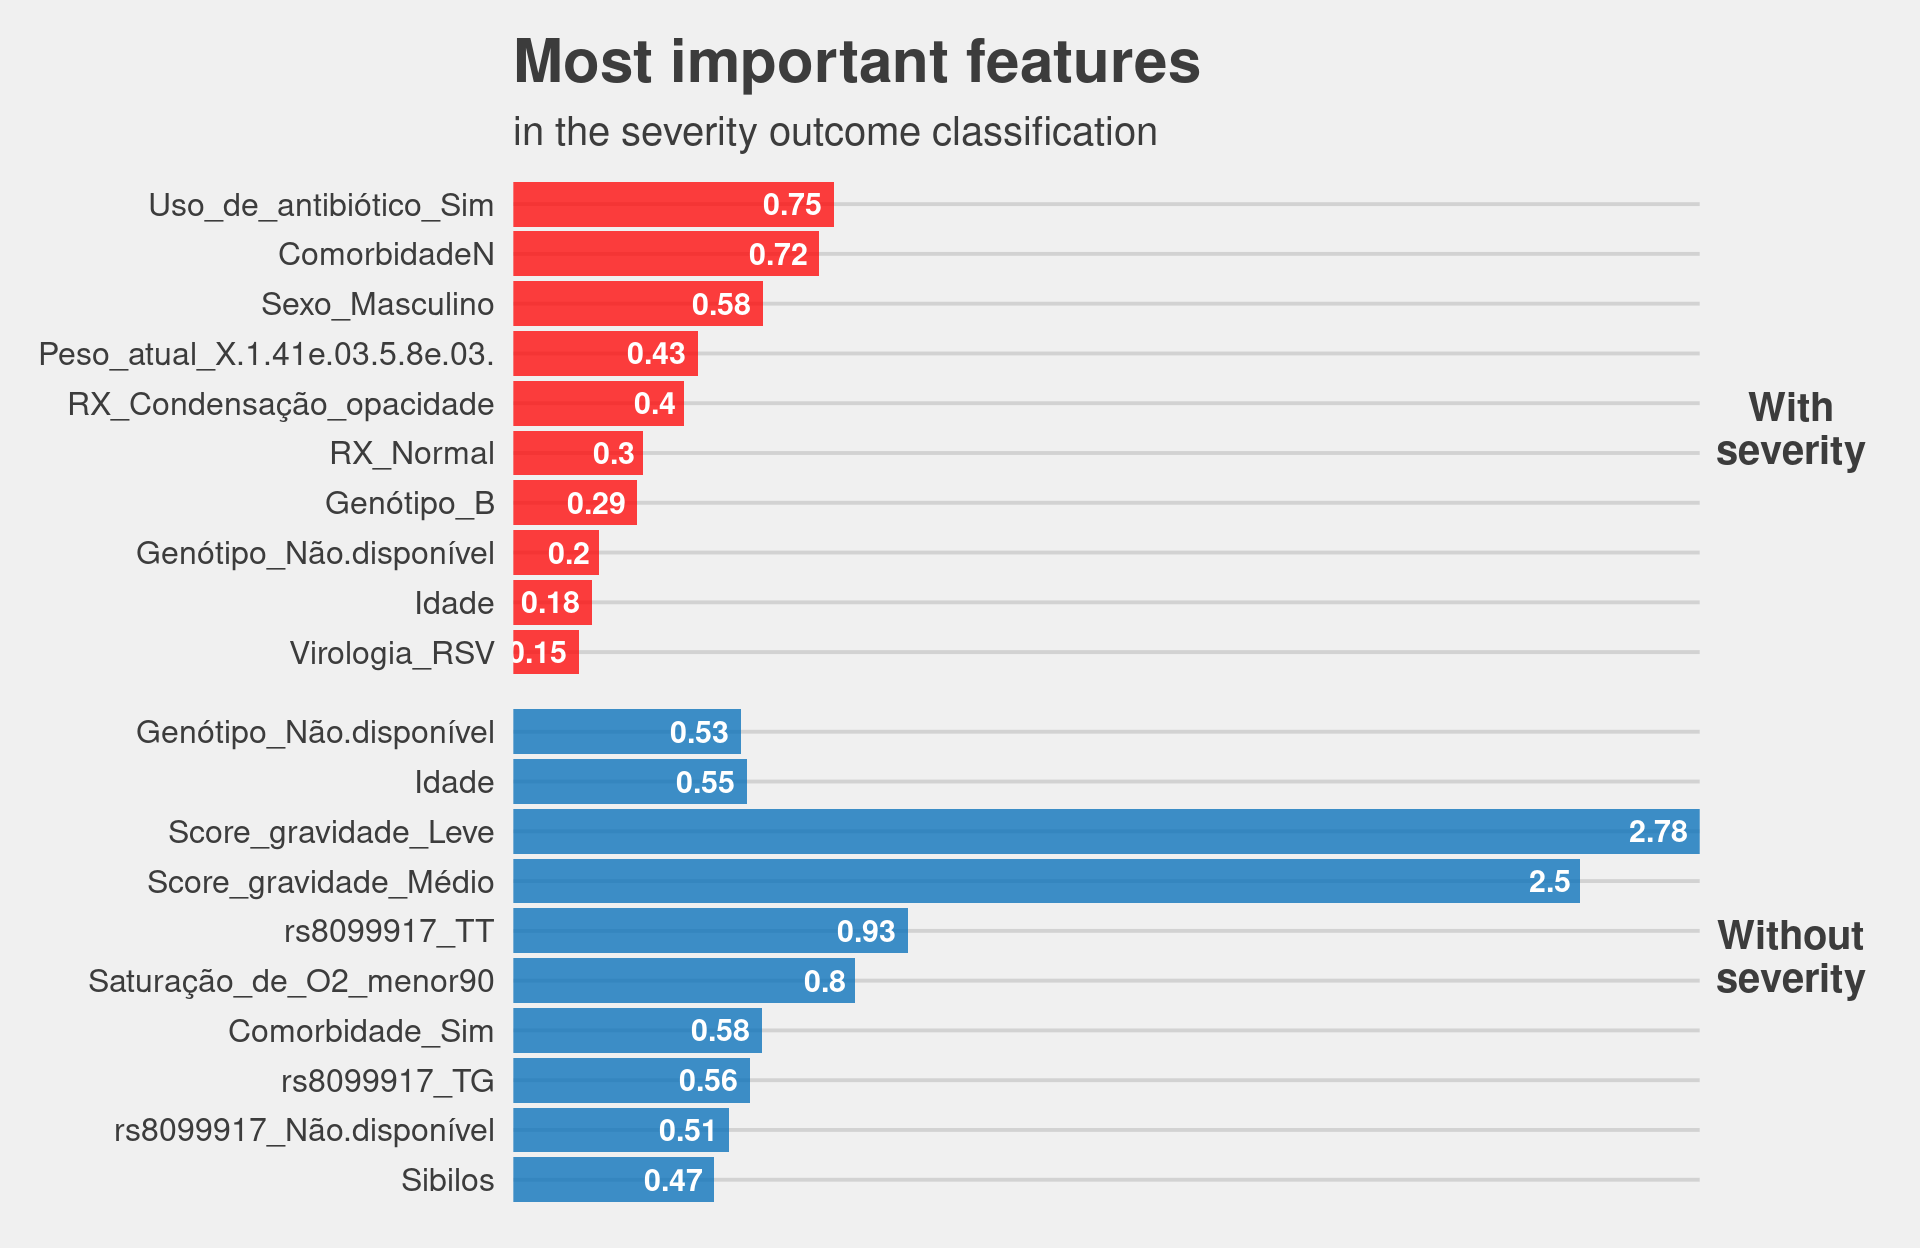 Most important features
in the severity outcome classification
Uso_de_antibiótico_Sim 0.75
ComorbidadeN 0.72
Sexo_Masculino 0.58
Peso_atual_X.1.41e.03.5.8e.03. 0.43
RX_Condensação_opacidade 0.4
RX_Normal 0.3
Genótipo_B 0.29
Genótipo_Não.disponível 0.2
Idade 0.18
Virologia_RSV 0.15
With
severity
Genótipo_Não.disponível 0.53
Idade 0.55
Score_gravidade_Leve 2.78
Score_gravidade_Médio 2.5
rs8099917_TT 0.93
Saturação_de_O2_menor90 0.8
Comorbidade_Sim 0.58
rs8099917_TG 0.56
rs8099917_Não.disponível 0.51
Sibilos 0.47
Without
severity